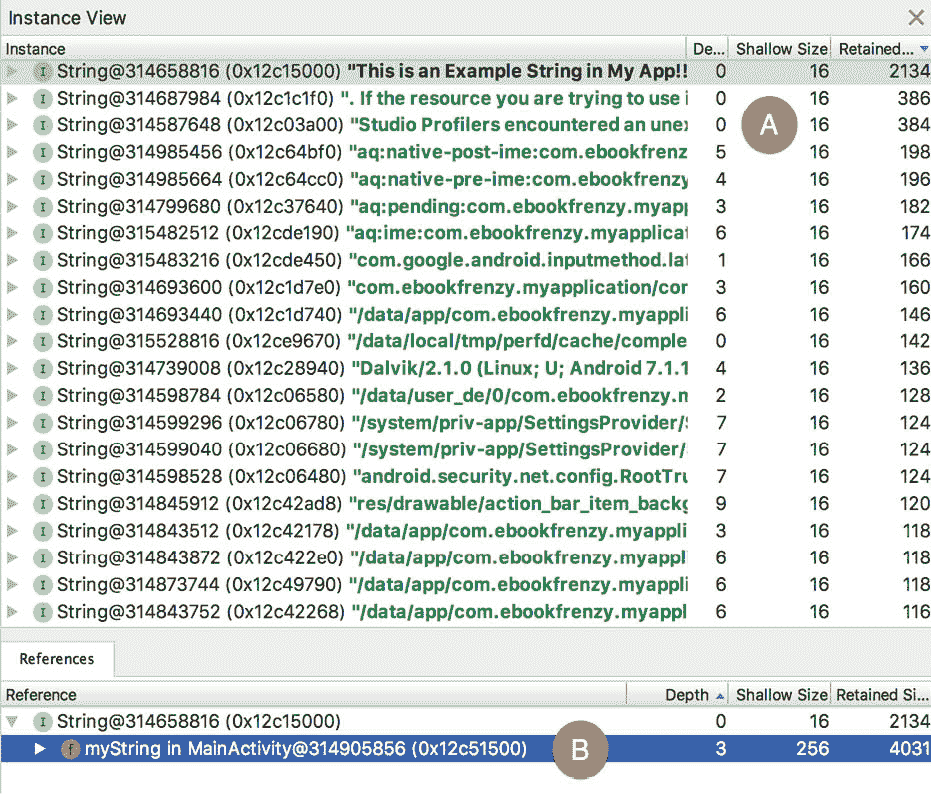 Instance View
Instance De... Shallow Size Retained...
String@314658816 (0x12c15000) "This is an Example String in My App!! 0 16 2134
String@314687984 (0x12c1c1f0) ". If the resource you are trying to use i 0 16 386
String@314587648 (0x12c03a00) "Studio Profilers encountered an unex 0 16 384
A
String@314985456 (0x12c64bf0) "aq:native-post-ime:com.ebookfrenz 5 16 198
String@314985664 (0x12c64cc0) "aq:native-pre-ime:com.ebookfrenzy 4 16 196
String@314799680 (0x12c37640) "aq:pending:com.ebookfrenzy.myapp 3 16 182
String@315482512 (0x12cde190) "aq:ime:com.ebookfrenzy.myapplicat 6 16 174
String@315483216 (0x12cde450) "com.google.android.inputmethod.lat 1 16 166
String@314693600 (0x12c1d7e0) "com.ebookfrenzy.myapplication/cor 3 16 160
String@314693440 (0x12c1d740) "/data/app/com.ebookfrenzy.myappli 6 16 146
String@315528816 (0x12ce9670) "/data/local/tmp/perfd/cache/comple 0 16 142
String@314739008 (0x12c28940) "Dalvik/2.1.0 (Linux; U; Android 7.1.1 4 16 136
String@314598784 (0x12c06580) "/data/user_de/0/com.ebookfrenzy.n 2 16 128
String@314599296 (0x12c06780) "/system/priv-app/SettingsProvider/S 7 16 124
String@314599040 (0x12c06680) "/system/priv-app/SettingsProvider/ 7 16 124
String@314598528 (0x12c06480) "android.security.net.config.RootTru 7 16 124
String@314845912 (0x12c42ad8) "res/drawable/action_bar_item_backg 9 16 120
String@314843512 (0x12c42178) "/data/app/com.ebookfrenzy.myappli 3 16 118
String@314843872 (0x12c422e0) "/data/app/com.ebookfrenzy.myappli 6 16 118
String@314873744 (0x12c49790) "/data/app/com.ebookfrenzy.myappli 6 16 118
String@314843752 (0x12c42268) "/data/app/com.ebookfrenzy.myappl 6 16 116
References
Reference Depth Shallow Size Retained Si...
String@314658816 (0x12c15000) 0 16 2134
myString in MainActivity@314905856 (0x12c51500) B 3 256 4031